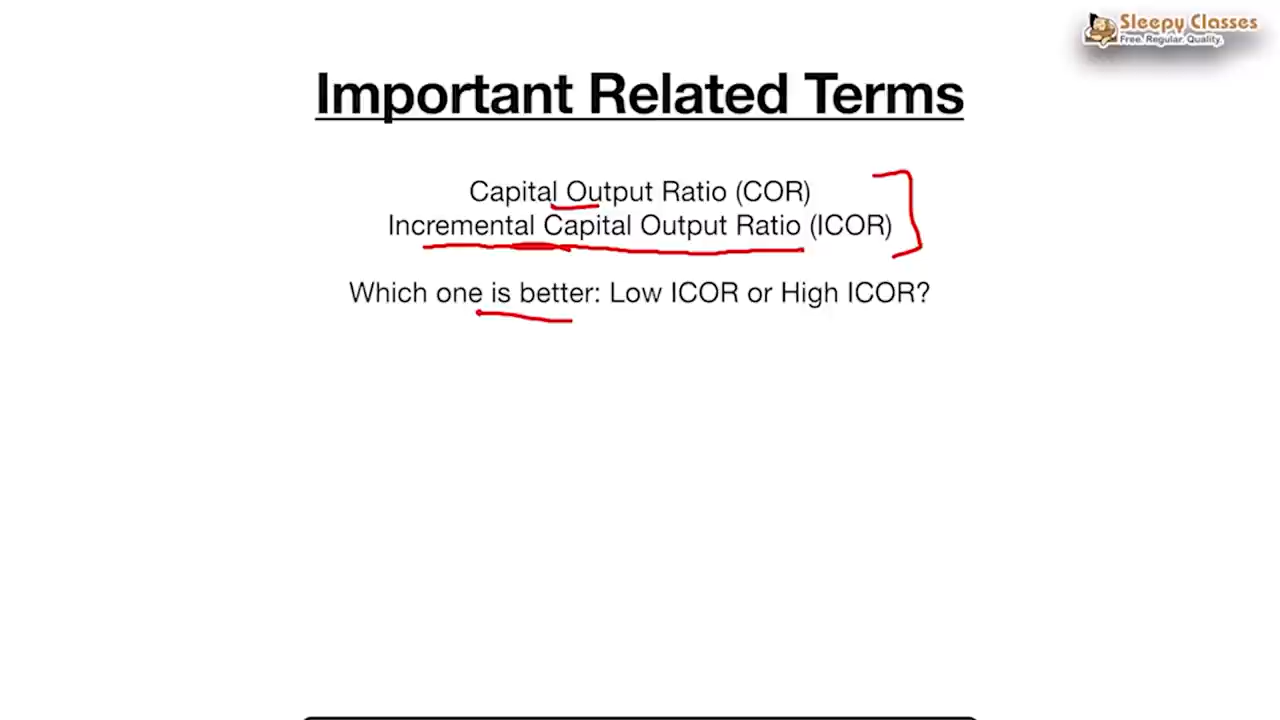 Sleepy Classes
Free. Regular. Quality.
Important Related Terms
Capital Output Ratio (COR)
Incremental Capital Output Ratio (ICOR)
Which one is better: Low ICOR or High ICOR?